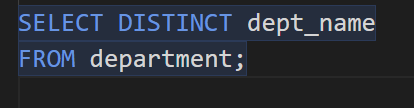 SELECT DISTINCT dept_name
FROM department;